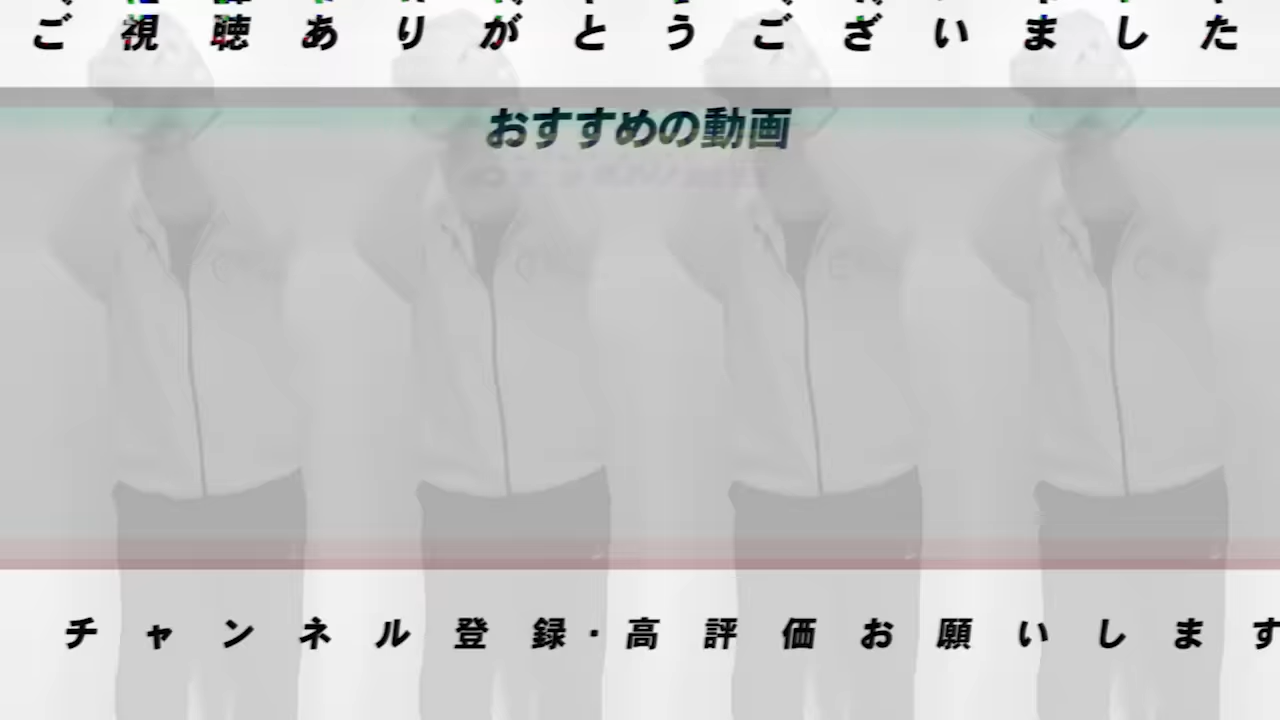 ご視聴ありがとうございました
おすすめの動画
チャンネル登録・高評価お願いします